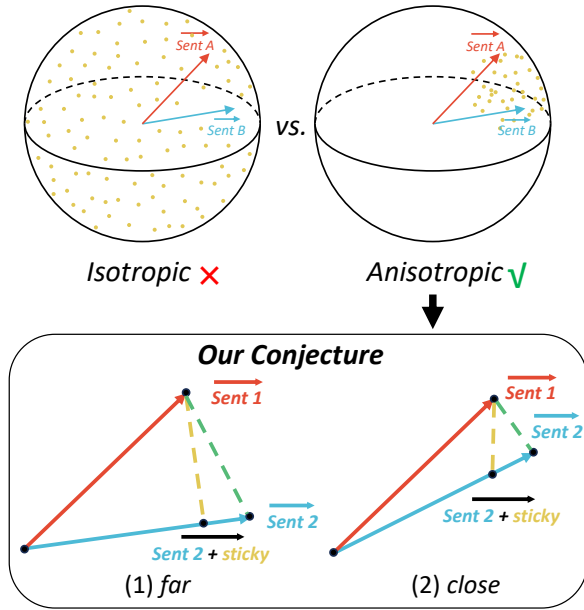 Sent A
Sent B
vs.
Sent A
Sent B
Isotropic ×
Anisotropic √
Our Conjecture
Sent 1
Sent 2
Sent 2 + sticky
(1) far
Sent 1
Sent 2
Sent 2 + sticky
(2) close